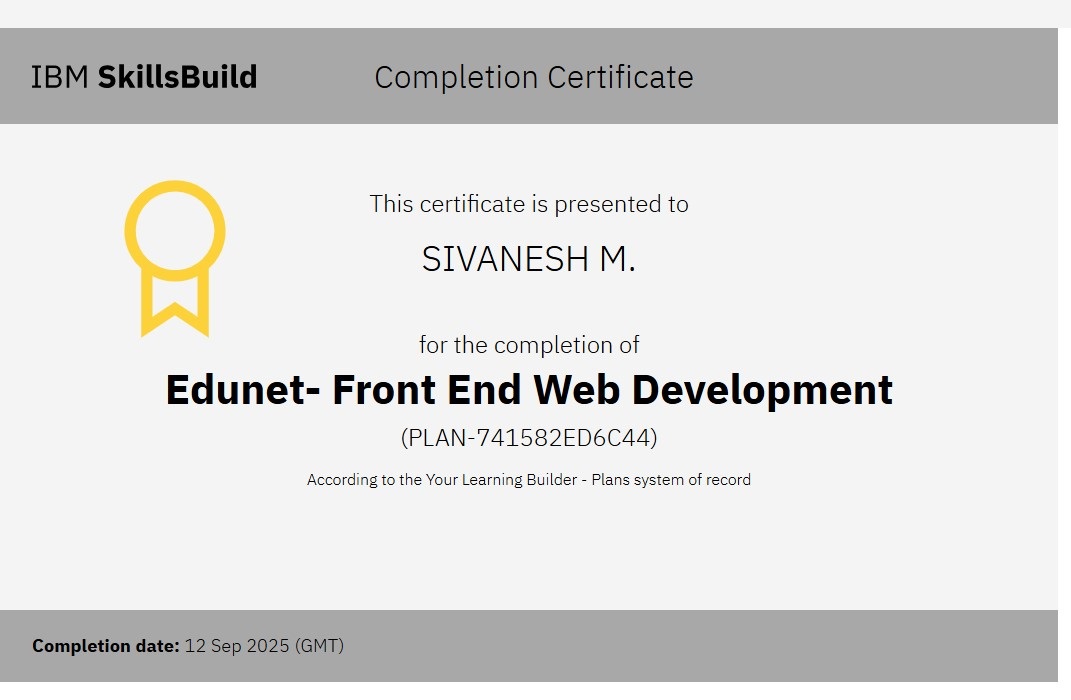 IBM SkillsBuild
Completion Certificate
This certificate is presented to
SIVANESH M.
for the completion of
Edunet- Front End Web Development
(PLAN-741582ED6C44)
According to the Your Learning Builder - Plans system of record
Completion date: 12 Sep 2025 (GMT)